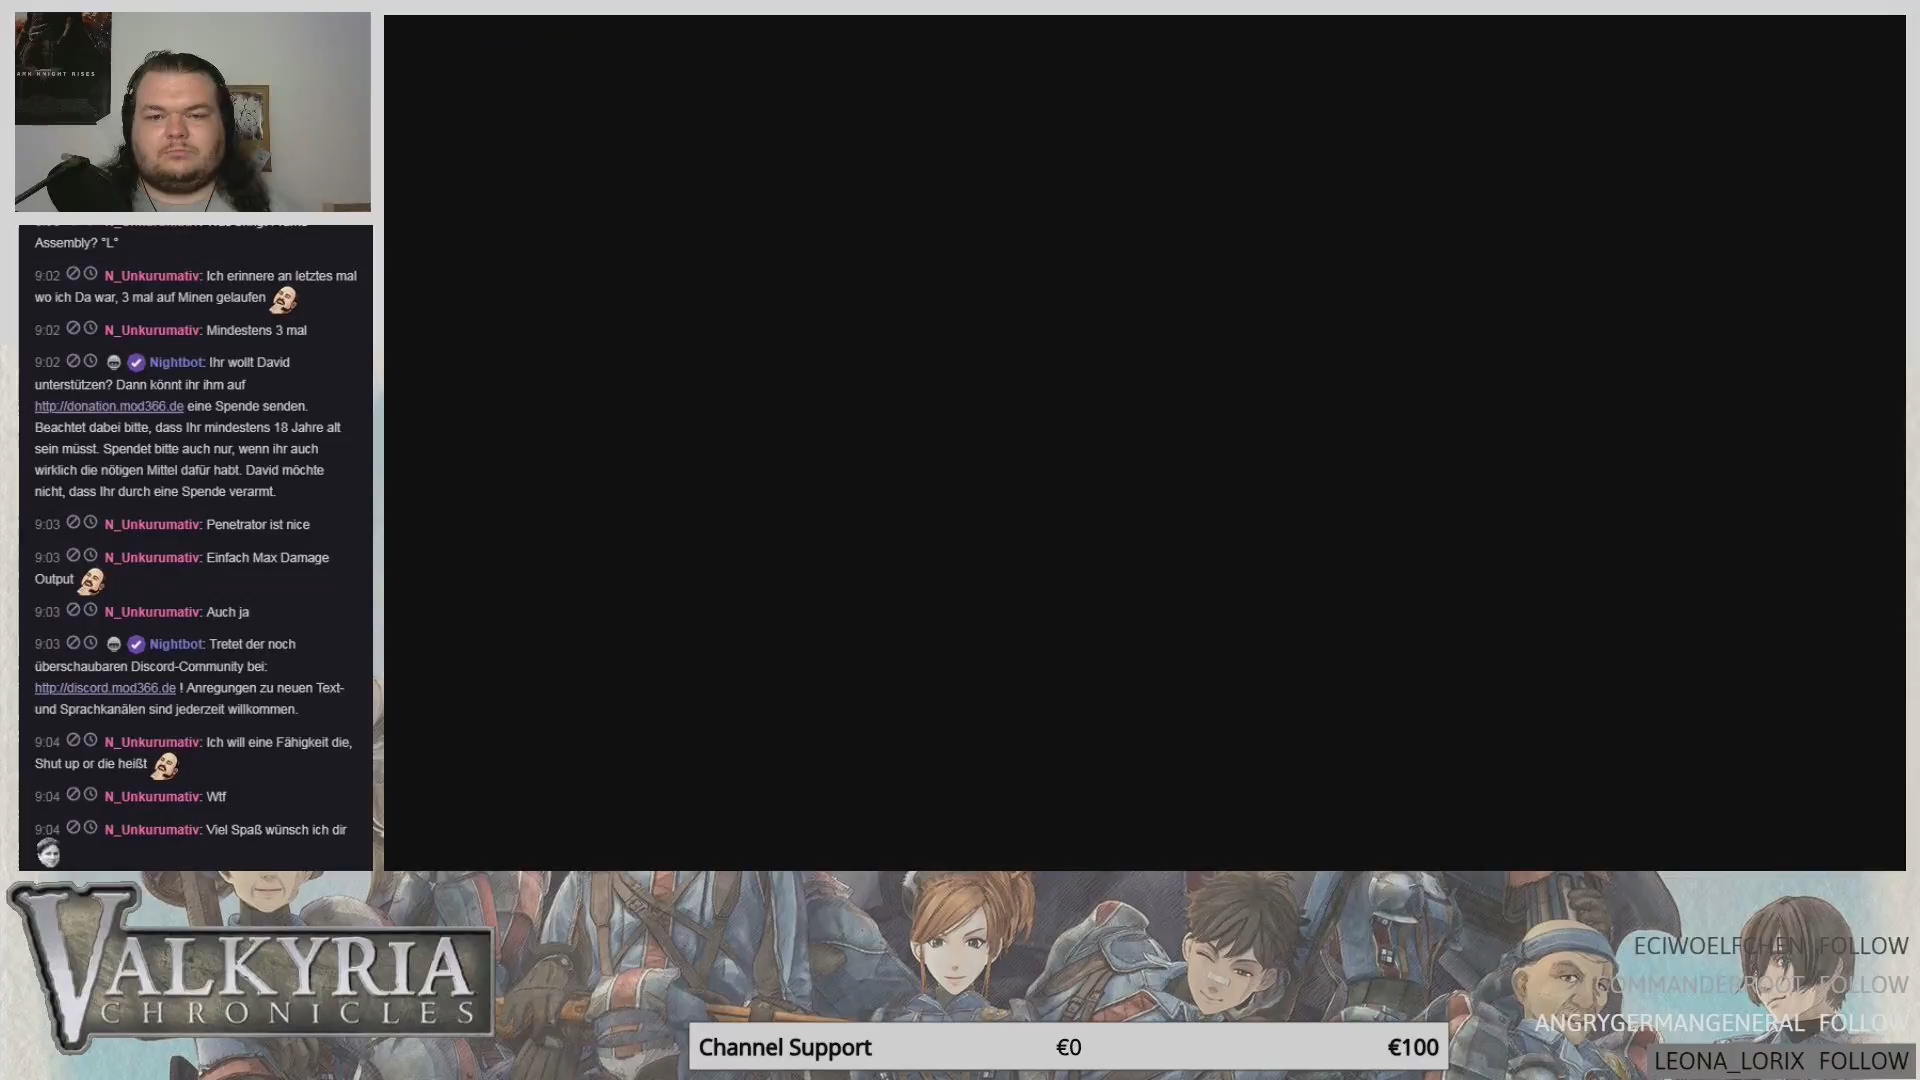 ARK KNIGHT RISES
Assembly? °L°
9:02 N_Unkurumativ: Ich erinnere an letztes mal
wo ich Da war, 3 mal auf Minen gelaufen
9:02 N_Unkurumativ: Mindestens 3 mal
9:02 Nightbot: Ihr wollt David
unterstützen? Dann könnt ihr ihm auf
http://donation.mod366.de eine Spende senden.
Beachtet dabei bitte, dass Ihr mindestens 18 Jahre alt
sein müsst. Spendet bitte auch nur, wenn ihr auch
wirklich die nötigen Mittel dafür habt. David möchte
nicht, dass Ihr durch eine Spende verarmt.
9:03 N_Unkurumativ: Penetrator ist nice
9:03 N_Unkurumativ: Einfach Max Damage
Output
9:03 N_Unkurumativ: Auch ja
9:03 Nightbot: Tretet der noch
überschaubaren Discord-Community bei:
http://discord.mod366.de ! Anregungen zu neuen Text-
und Sprachkanälen sind jederzeit willkommen.
9:04 N_Unkurumativ: Ich will eine Fähigkeit die,
Shut up or die heißt
9:04 N_Unkurumativ: Wtf
9:04 N_Unkurumativ: Viel Spaß wünsch ich dir
VALKYRIA
CHRONICLES
Channel Support €0 €100
ECIWOELFCHEN FOLLOW
COMMANDERROOT FOLLOW
ANGRYGERMANGENERAL FOLLOW
LEONA_LORIX FOLLOW